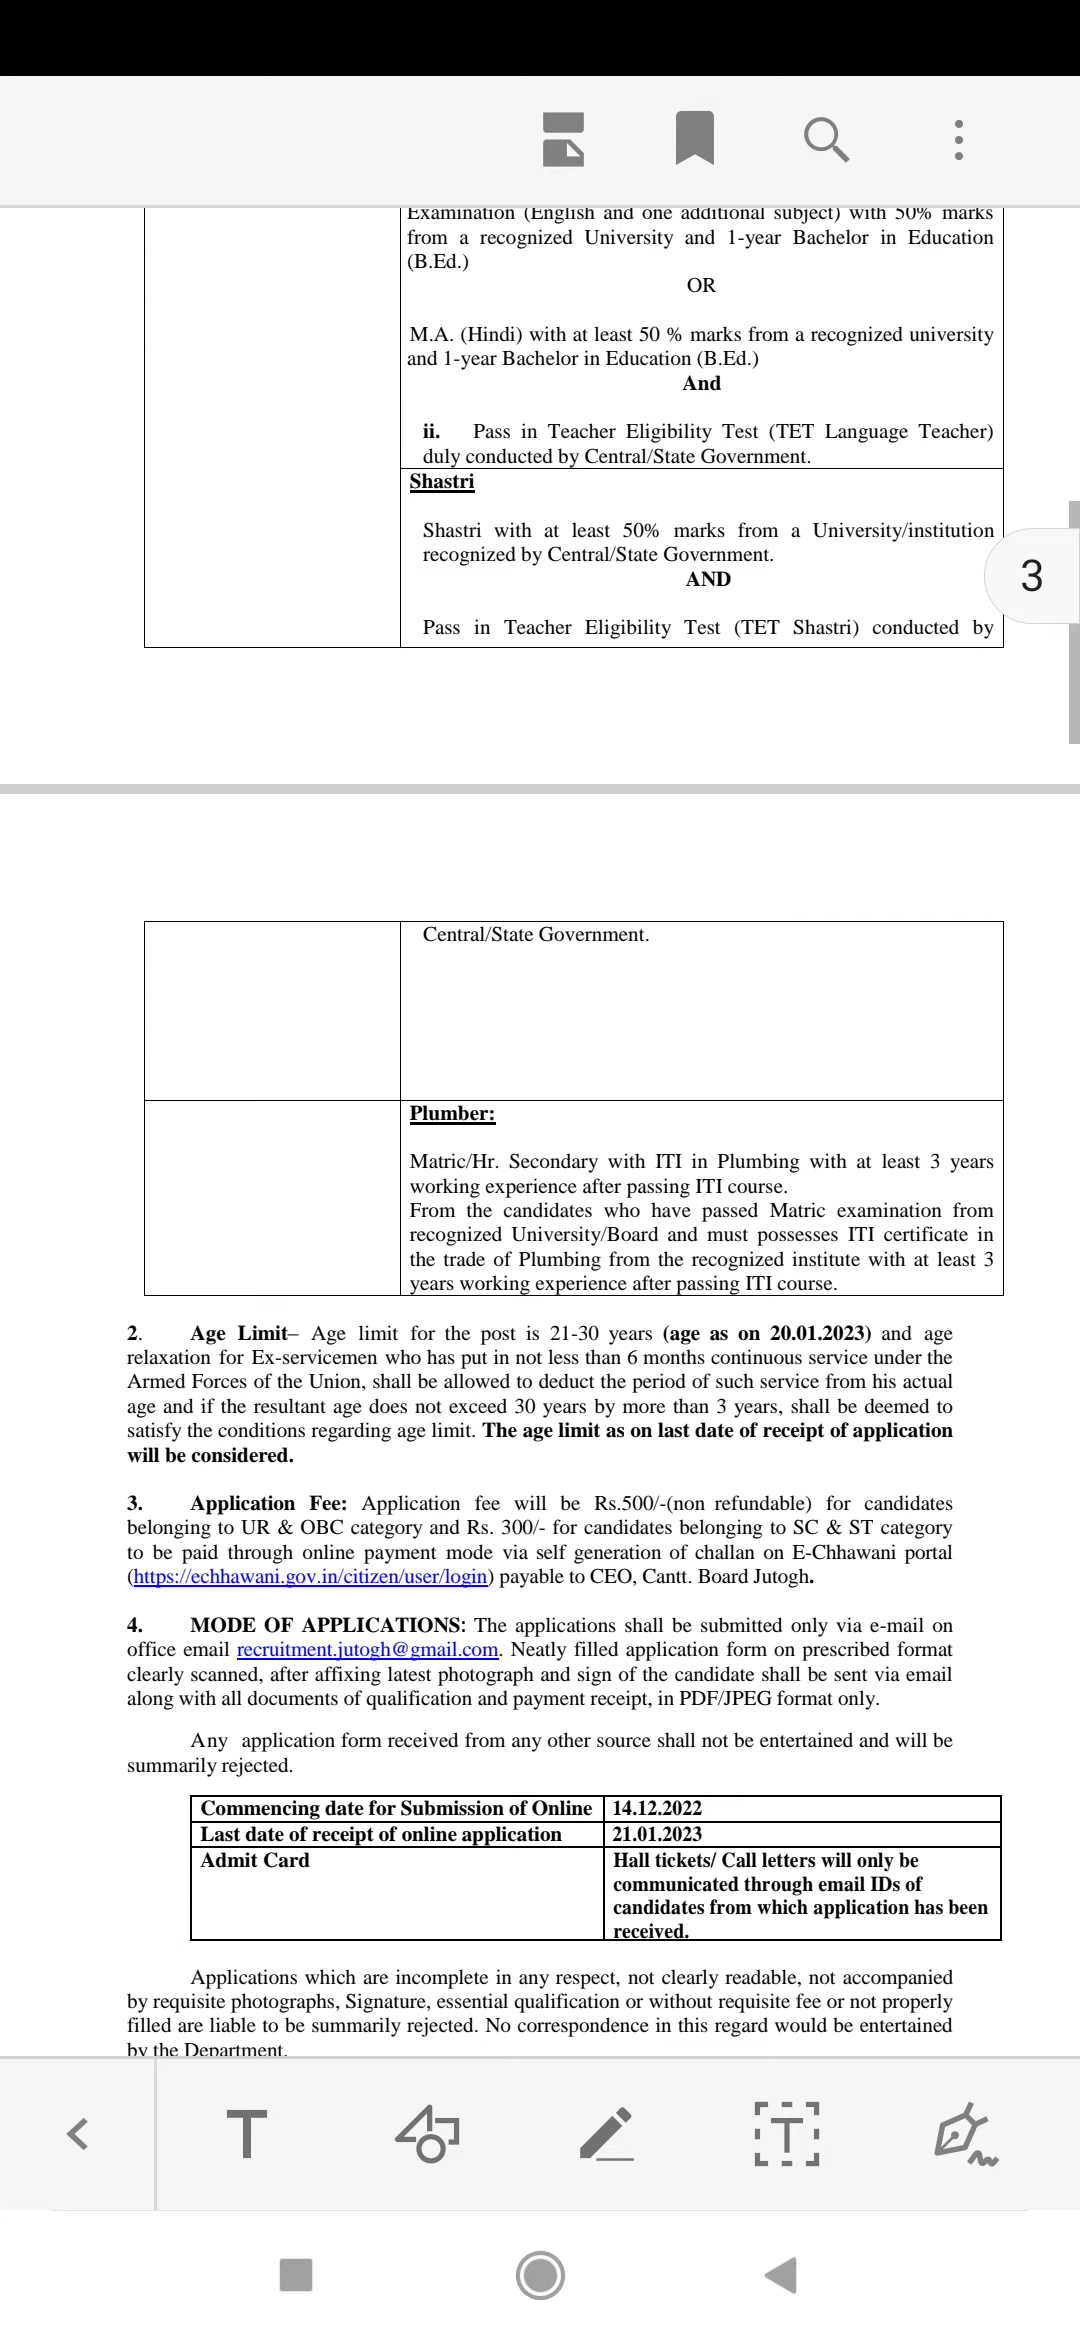 Examination (English and one additional subject) with 50% marks
from a recognized University and 1-year Bachelor in Education
(B.Ed.)
OR
M.A. (Hindi) with at least 50 % marks from a recognized university
and 1-year Bachelor in Education (B.Ed.)
And
ii. Pass in Teacher Eligibility Test (TET Language Teacher)
duly conducted by Central/State Government.
Shastri
Shastri with at least 50% marks from a University/institution
recognized by Central/State Government.
AND
3
Pass in Teacher Eligibility Test (TET Shastri) conducted by
Central/State Government.
Plumber:
Matric/Hr. Secondary with ITI in Plumbing with at least 3 years
working experience after passing ITI course.
From the candidates who have passed Matric examination from
recognized University/Board and must possesses ITI certificate in
the trade of Plumbing from the recognized institute with at least 3
years working experience after passing ITI course.
2. Age Limit– Age limit for the post is 21-30 years (age as on 20.01.2023) and age
relaxation for Ex-servicemen who has put in not less than 6 months continuous service under the
Armed Forces of the Union, shall be allowed to deduct the period of such service from his actual
age and if the resultant age does not exceed 30 years by more than 3 years, shall be deemed to
satisfy the conditions regarding age limit. The age limit as on last date of receipt of application
will be considered.
3. Application Fee: Application fee will be Rs.500/-(non refundable) for candidates
belonging to UR & OBC category and Rs. 300/- for candidates belonging to SC & ST category
to be paid through online payment mode via self generation of challan on E-Chhawani portal
(https://echhawani.gov.in/citizen/user/login) payable to CEO, Cantt. Board Jutogh.
4. MODE OF APPLICATIONS: The applications shall be submitted only via e-mail on
office email recruitment.jutogh@gmail.com. Neatly filled application form on prescribed format
clearly scanned, after affixing latest photograph and sign of the candidate shall be sent via email
along with all documents of qualification and payment receipt, in PDF/JPEG format only.
Any application form received from any other source shall not be entertained and will be
summarily rejected.
Commencing date for Submission of Online 14.12.2022
Last date of receipt of online application 21.01.2023
Admit Card Hall tickets/ Call letters will only be
communicated through email IDs of
candidates from which application has been
received.
Applications which are incomplete in any respect, not clearly readable, not accompanied
by requisite photographs, Signature, essential qualification or without requisite fee or not properly
filled are liable to be summarily rejected. No correspondence in this regard would be entertained
by the Department.